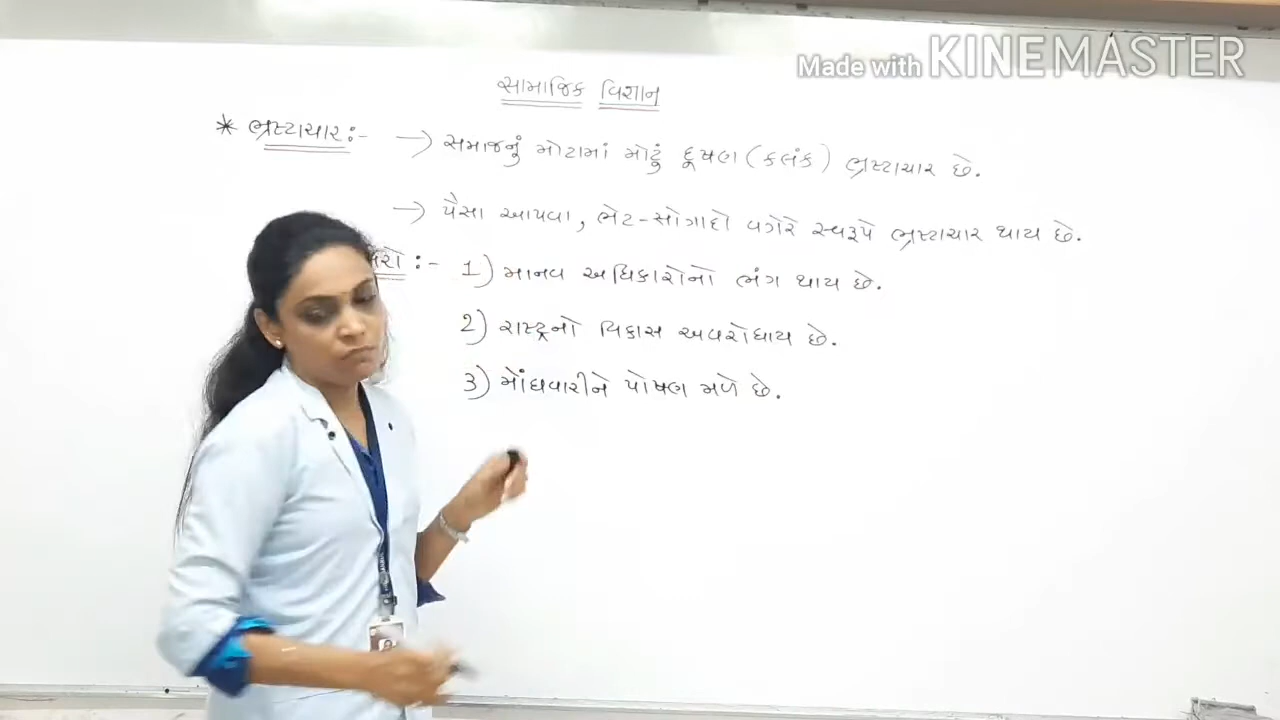 Made with KINEMASTER
સામાજિક વિજ્ઞાન
* ભ્રષ્ટાચાર:- → સમાજનું મોટામાં મોટું દૂષણ (કલંક) ભ્રષ્ટાચાર છે.
→ પૈસા આપવા, ભેટ-સોગાદો વગેરે સ્વરૂપે ભ્રષ્ટાચાર થાય છે.
:- 1) માનવ અધિકારોનો ભંગ થાય છે.
2) રાષ્ટ્રનો વિકાસ અવરોધાય છે.
3) મોંઘવારીને પોષણ મળે છે.